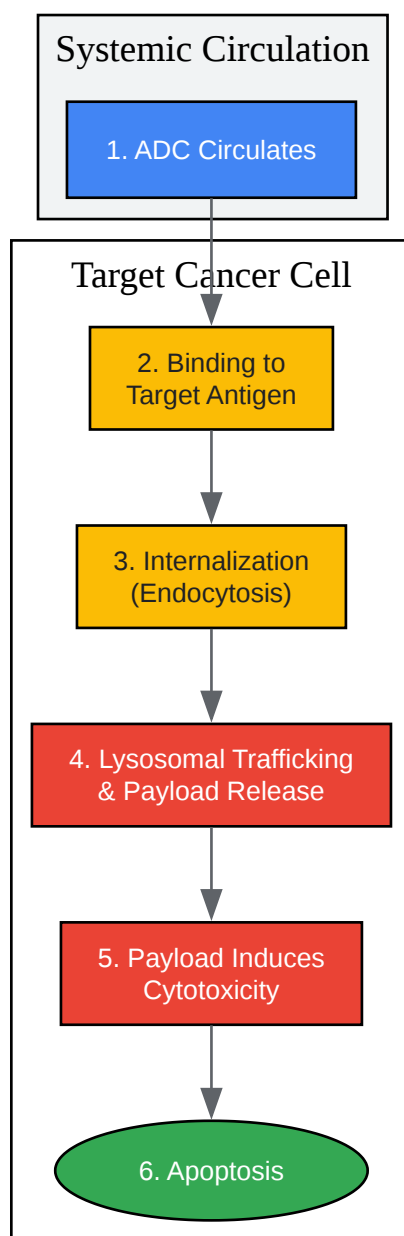 Systemic Circulation
1. ADC Circulates
Target Cancer Cell
2. Binding to
Target Antigen
3. Internalization
(Endocytosis)
4. Lysosomal Trafficking
& Payload Release
5. Payload Induces
Cytotoxicity
6. Apoptosis